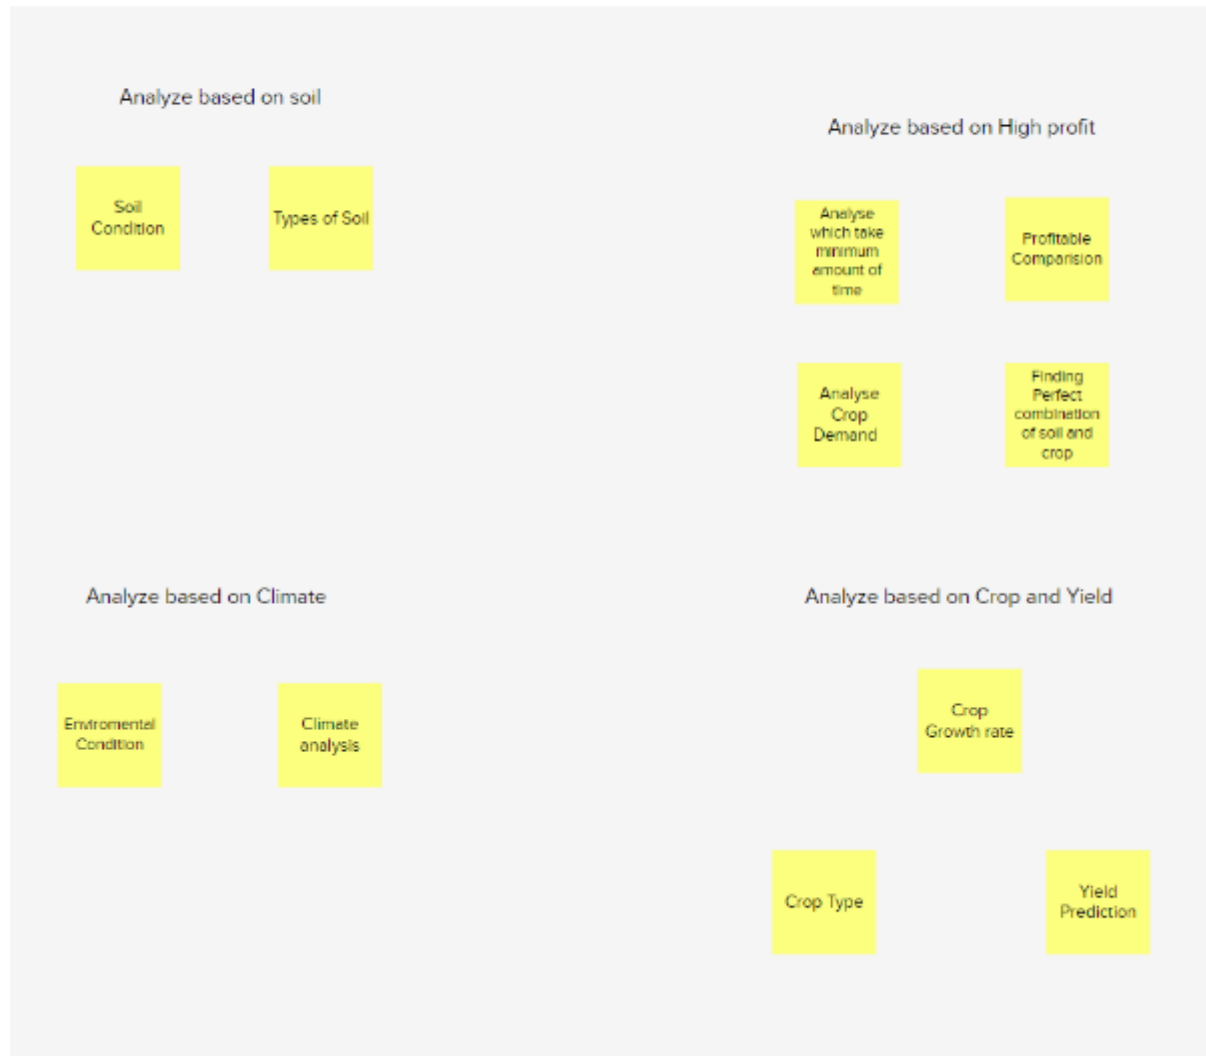 Analyze based on soil
Soil
Condition
Types of Soil
Analyze based on High profit
Analyse
which take
minimum
amount of
time
Profitable
Comparision
Analyse
Crop
Demand
Finding
Perfect
combination
of soil and
crop
Analyze based on Climate
Enviromental
Condition
Climate
analysis
Analyze based on Crop and Yield
Crop
Growth rate
Crop Type
Yield
Prediction